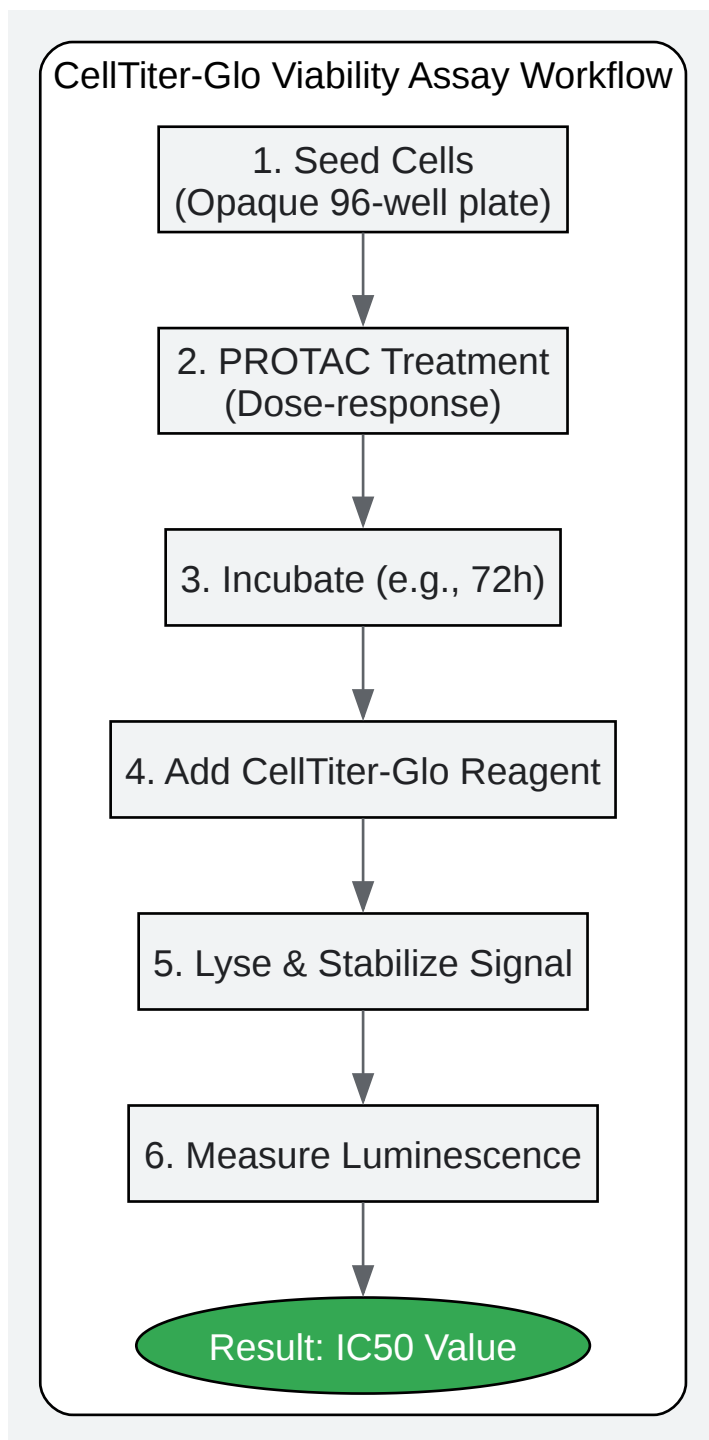 CellTiter-Glo Viability Assay Workflow
1. Seed Cells
(Opaque 96-well plate)
2. PROTAC Treatment
(Dose-response)
3. Incubate (e.g., 72h)
4. Add CellTiter-Glo Reagent
5. Lyse & Stabilize Signal
6. Measure Luminescence
Result: IC50 Value